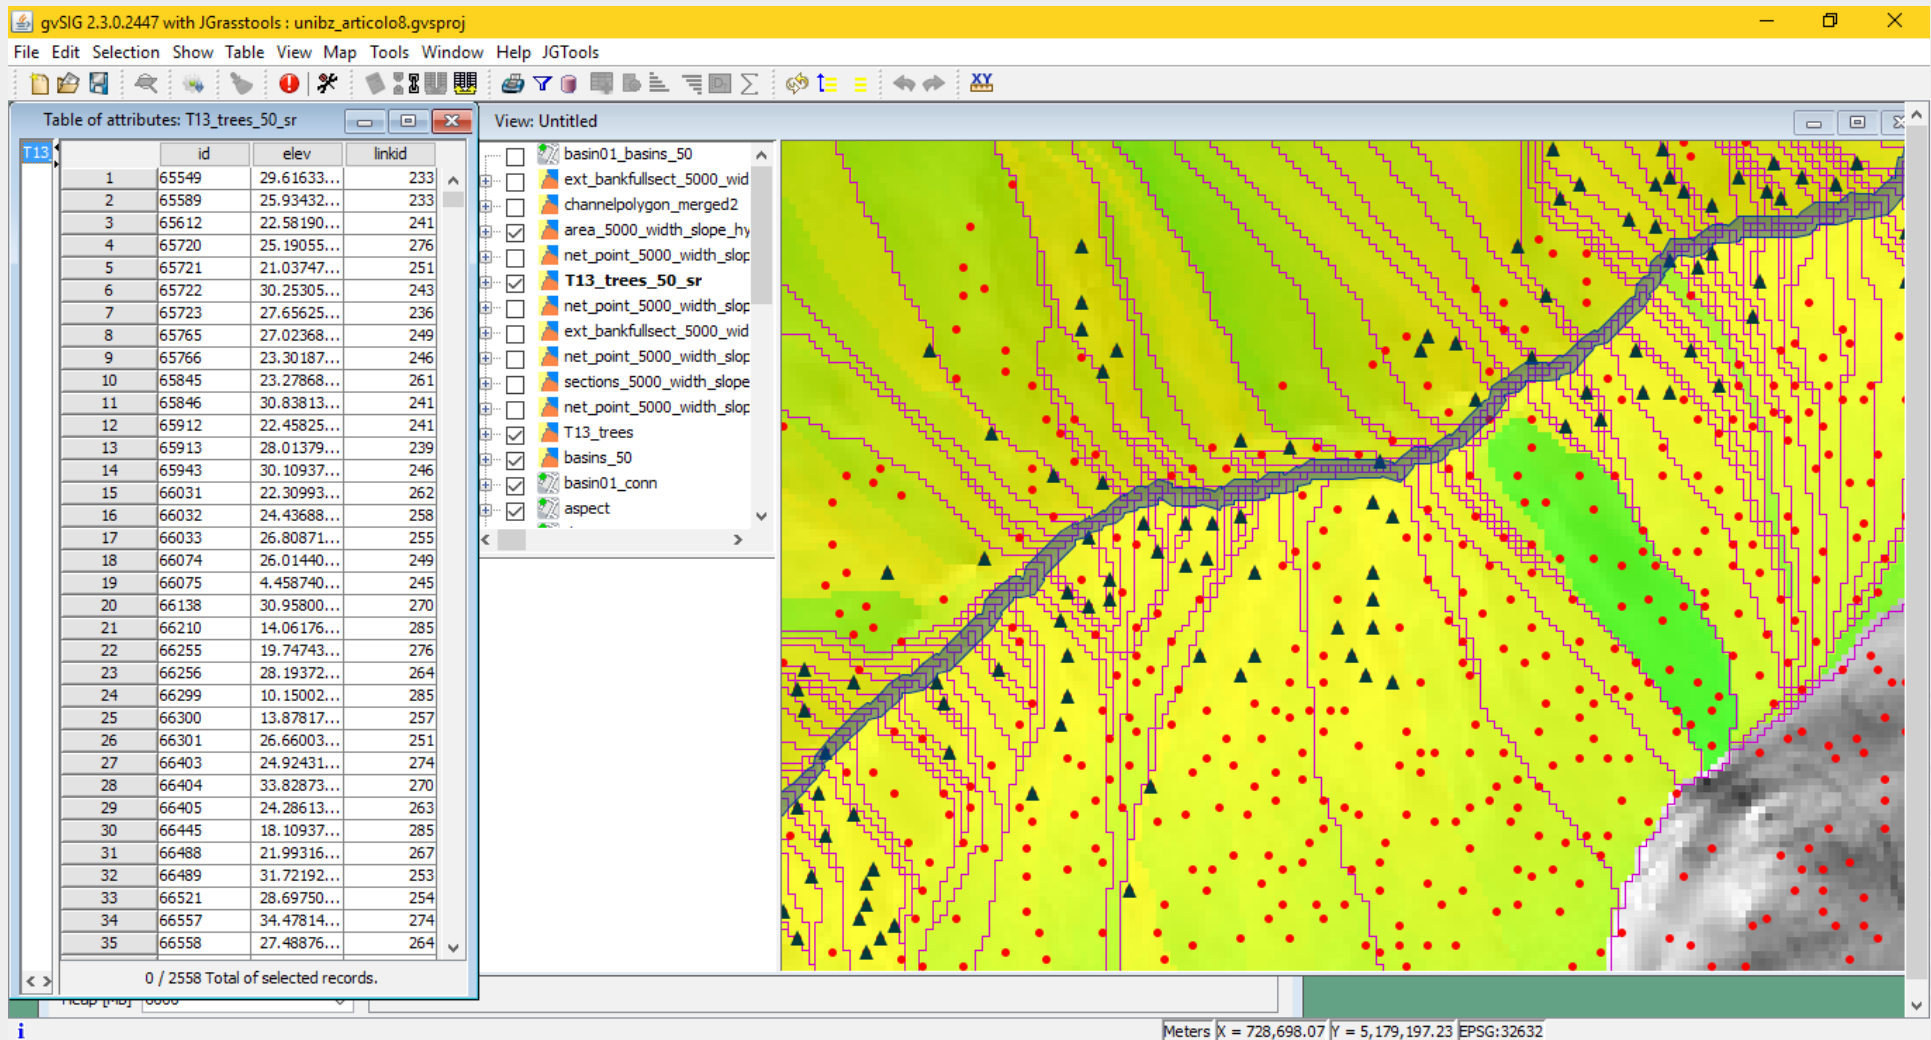 gvSIG 2.3.0.2447 with JGrasstools : unibz_articolo8.gvsproj
File Edit Selection Show Table View Map Tools Window Help JGTools
XY
Table of attributes: T13_trees_50_sr
T13
id elev linkid
1 65549 29.61633... 233
2 65589 25.93432... 233
3 65612 22.58190... 241
4 65720 25.19055... 276
5 65721 21.03747... 251
6 65722 30.25305... 243
7 65723 27.65625... 236
8 65765 27.02368... 249
9 65766 23.30187... 246
10 65845 23.27868... 261
11 65846 30.83813... 241
12 65912 22.45825... 241
13 65913 28.01379... 239
14 65943 30.10937... 246
15 66031 22.30993... 262
16 66032 24.43688... 258
17 66033 26.80871... 255
18 66074 26.01440... 249
19 66075 4.458740... 245
20 66138 30.95800... 270
21 66210 14.06176... 285
22 66255 19.74743... 276
23 66256 28.19372... 264
24 66299 10.15002... 285
25 66300 13.87817... 257
26 66301 26.66003... 251
27 66403 24.92431... 274
28 66404 33.82873... 270
29 66405 24.28613... 263
30 66445 18.10937... 285
31 66488 21.99316... 267
32 66489 31.72192... 253
33 66521 28.69750... 254
34 66557 34.47814... 274
35 66558 27.48876... 264
0 / 2558 Total of selected records.
View: Untitled
basin01_basins_50
ext_bankfullsect_5000_wid
channelpolygon_merged2
area_5000_width_slope_hy
net_point_5000_width_slop
T13_trees_50_sr
net_point_5000_width_slop
ext_bankfullsect_5000_wid
net_point_5000_width_slop
sections_5000_width_slope
net_point_5000_width_slop
T13_trees
basins_50
basin01_conn
aspect
Meters X = 728,698.07 Y = 5,179,197.23 EPSG:32632